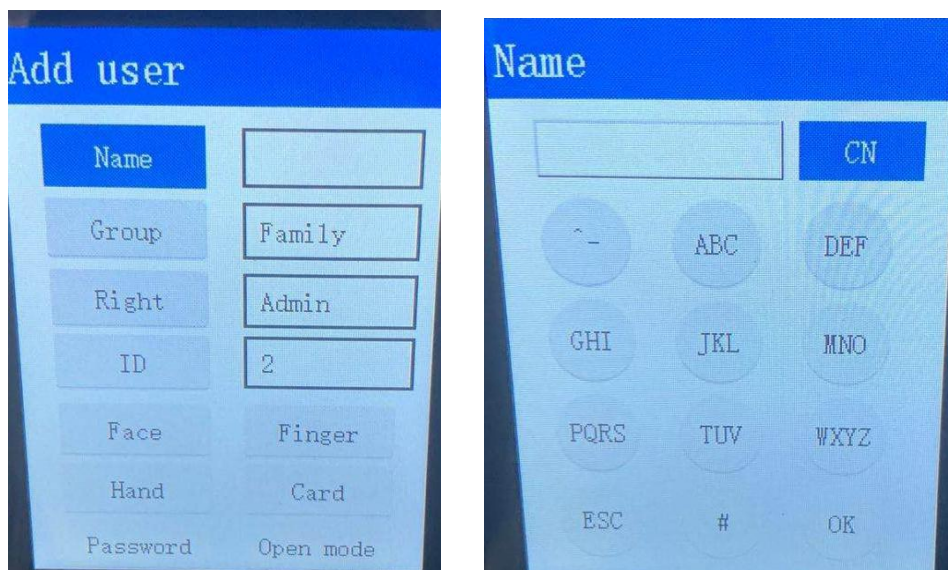 Add user
Name
Group Family
Right Admin
ID 2
Face Finger
Hand Card
Password Open mode
Name
CN
^- ABC DEF
GHI JKL MNO
PQRS TUV WXYZ
ESC # OK